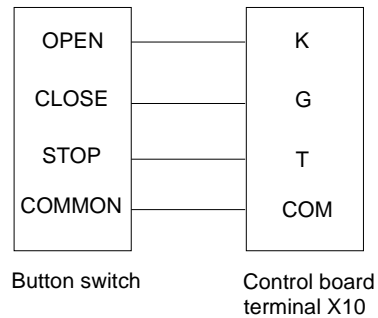 OPEN K
CLOSE G
STOP T
COMMON COM
Button switch Control board
terminal X10